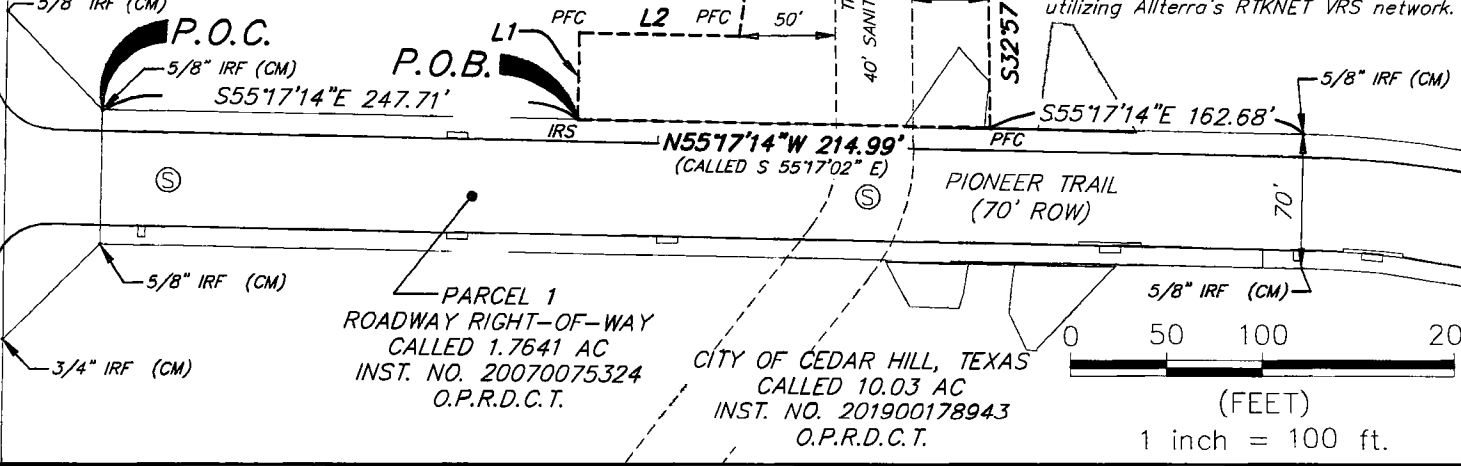 5/8" IRF (CM)
P.O.C.
5/8" IRF (CM)
S55°17'14"E 247.71'
P.O.B.
L1
PFC
L2
PFC
50'
40' SANIT
S32°57
utilizing Allterra's RTKNET VRS network.
5/8" IRF (CM)
S55°17'14"E 162.68'
IRS
N55°17'14"W 214.99'
(CALLED S 55°17'02" E)
PFC
S
S
PIONEER TRAIL
(70' ROW)
70'
5/8" IRF (CM)
5/8" IRF (CM)
3/4" IRF (CM)
PARCEL 1
ROADWAY RIGHT-OF-WAY
CALLED 1.7641 AC
INST. NO. 20070075324
O.P.R.D.C.T.
CITY OF CEDAR HILL, TEXAS
CALLED 10.03 AC
INST. NO. 201900178943
O.P.R.D.C.T.
0 50 100 20
(FEET)
1 inch = 100 ft.